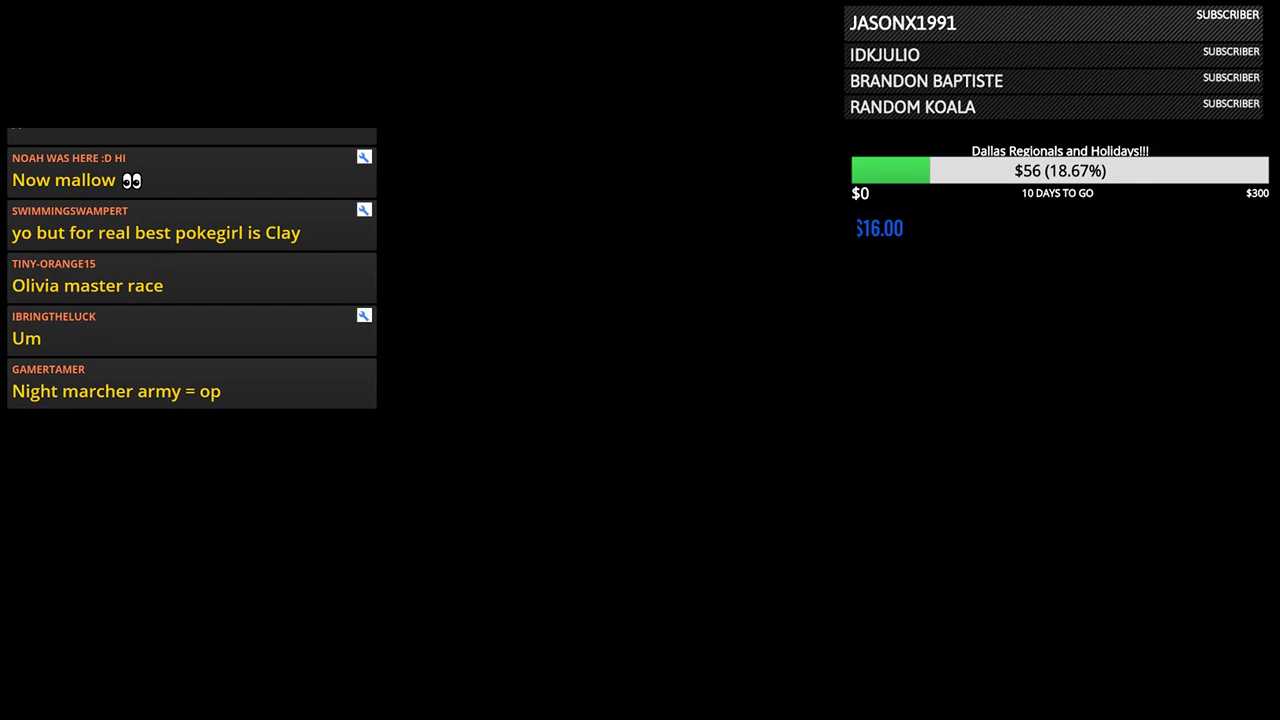 JASONX1991 SUBSCRIBER
IDKJULIO SUBSCRIBER
BRANDON BAPTISTE SUBSCRIBER
RANDOM KOALA SUBSCRIBER
Dallas Regionals and Holidays!!!
$56 (18.67%)
$0 10 DAYS TO GO $300
$16.00
NOAH WAS HERE :D HI
Now mallow 👀
SWIMMINGSWAMPERT
yo but for real best pokegirl is Clay
TINY-ORANGE15
Olivia master race
IBRINGTHELUCK
Um
GAMERTAMER
Night marcher army = op